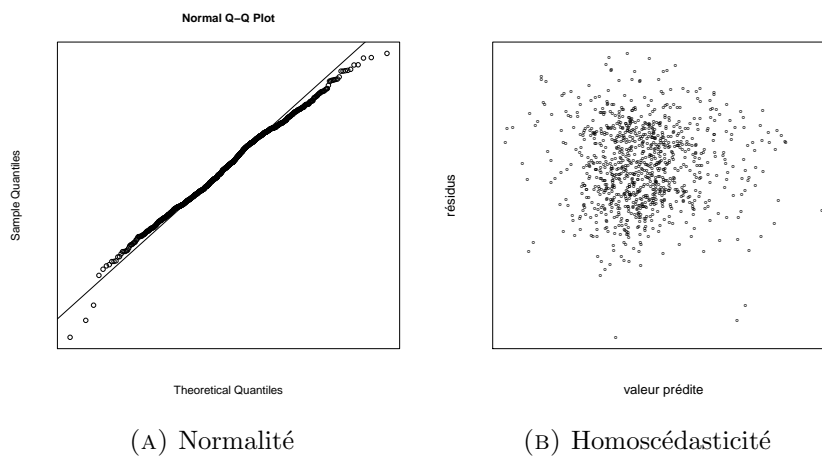 Normal Q−Q Plot
Sample Quantiles
Theoretical Quantiles
(A) Normalité
résidus
valeur prédite
(B) Homoscédasticité